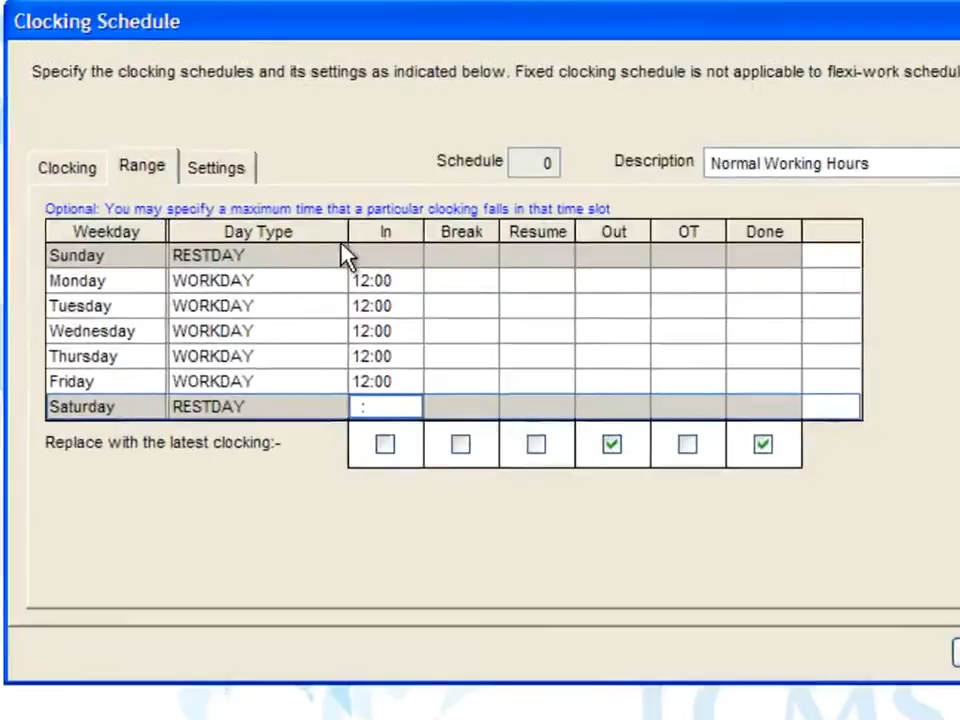 Clocking Schedule
Specify the clocking schedules and its settings as indicated below. Fixed clocking schedule is not applicable to flexi-work
Clocking Range Settings Schedule 0 Description Normal Working Hours
Optional: You may specify a maximum time that a particular clocking falls in that time slot
Weekday Day Type In Break Resume Out OT Done
Sunday RESTDAY
Monday WORKDAY 12:00
Tuesday WORKDAY 12:00
Wednesday WORKDAY 12:00
Thursday WORKDAY 12:00
Friday WORKDAY 12:00
Saturday RESTDAY :
Replace with the latest clocking:-